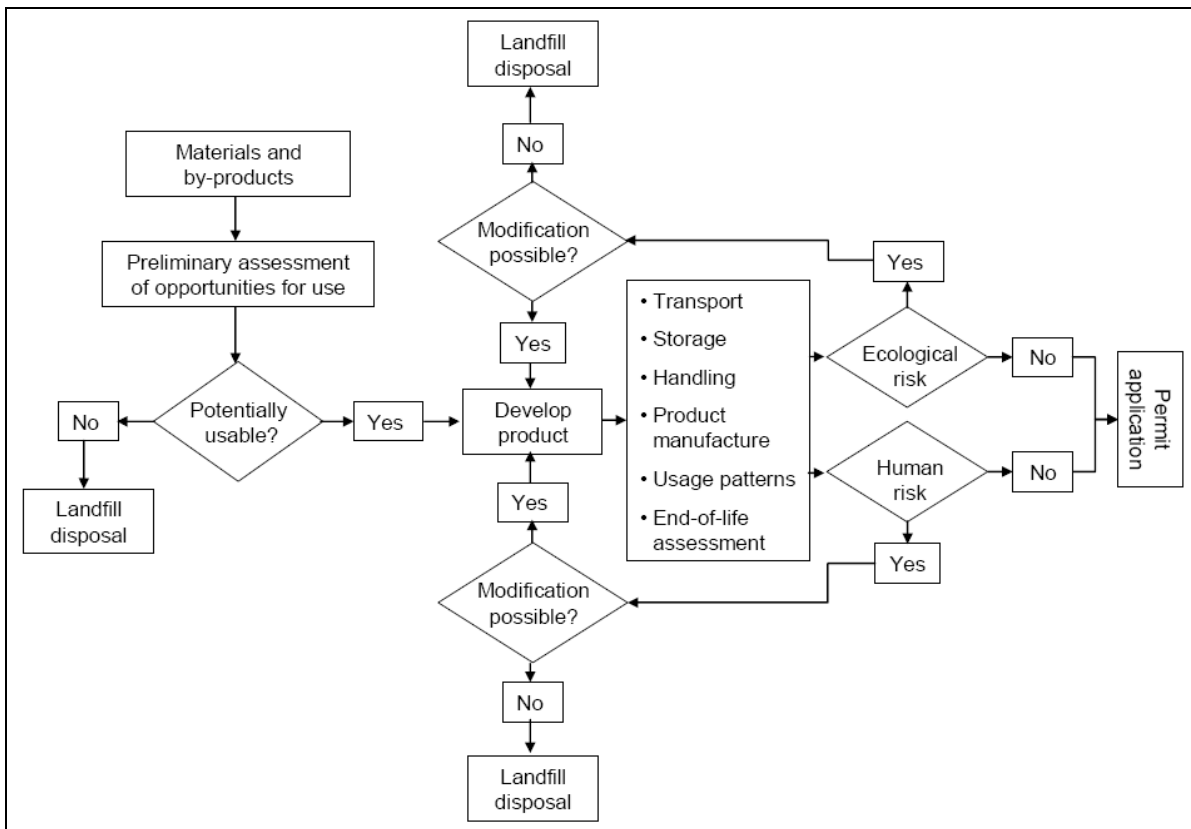 Materials and
by-products
Preliminary assessment
of opportunities for use
Potentially
usable?
No
Landfill
disposal
Yes
Landfill
disposal
No
Modification
possible?
Yes
Develop
product
Yes
Modification
possible?
No
Landfill
disposal
• Transport
• Storage
• Handling
• Product
manufacture
• Usage patterns
• End-of-life
assessment
Yes
Ecological
risk
No
Human
risk
No
Yes
Permit
application